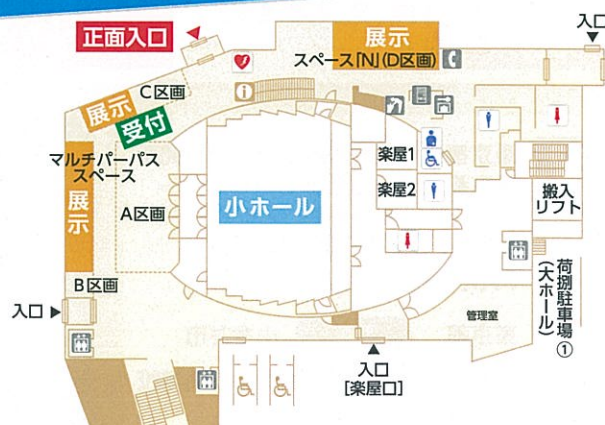 正面入口
展示
スペース「N」(D区画)
入口
C区画
展示
受付
マルチパーパス
スペース
展示
A区画
小ホール
楽屋1
楽屋2
搬入
リフト
B区画
入口
管理室
荷捌駐車場①
(大ホール)
入口
[楽屋口]